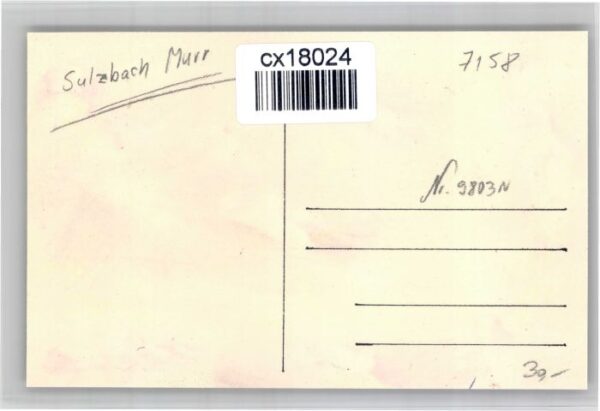 Sulzbach Murr
cx18024
7158
Nr. 9803N
39,-